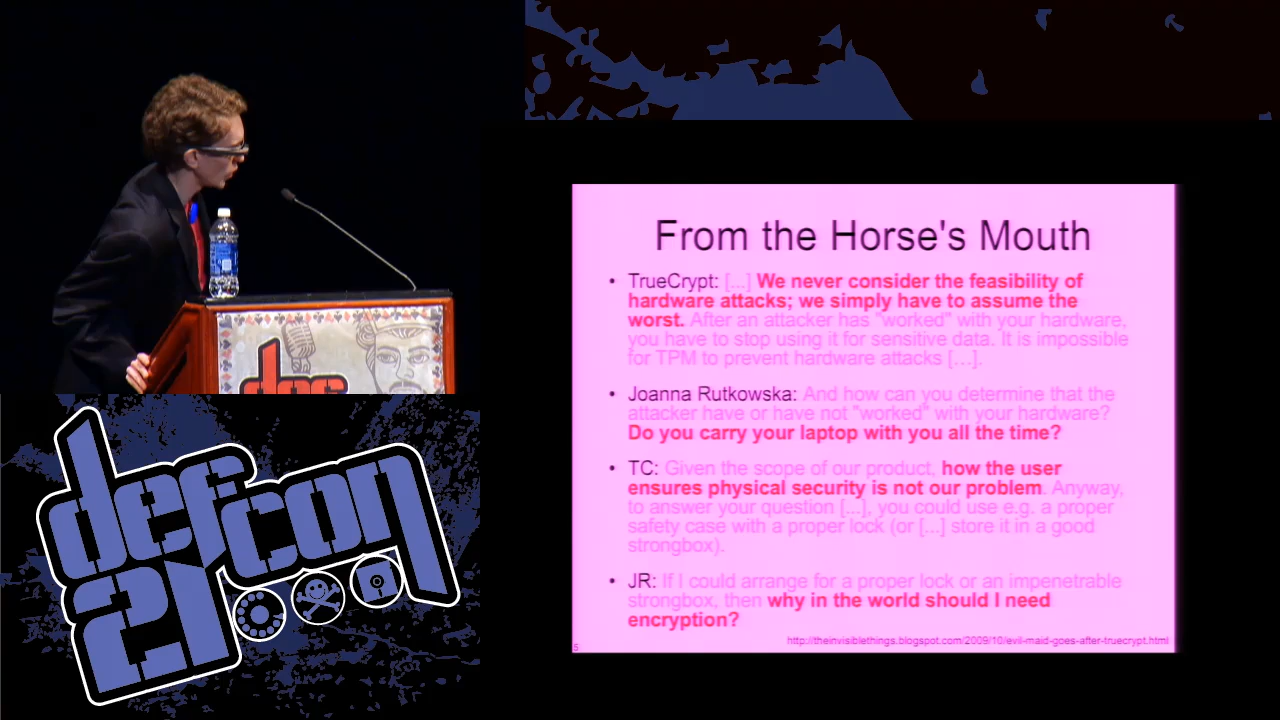 From the Horse's Mouth
• TrueCrypt: [...] We never consider the feasibility of
hardware attacks; we simply have to assume the
worst. After an attacker has "worked" with your hardware,
you have to stop using it for sensitive data. It is impossible
for TPM to prevent hardware attacks [...].
• Joanna Rutkowska: And how can you determine that the
attacker have or have not "worked" with your hardware?
Do you carry your laptop with you all the time?
• TC: Given the scope of our product, how the user
ensures physical security is not our problem. Anyway,
to answer your question [...], you could use e.g. a proper
safety case with a proper lock (or [...] store it in a good
strongbox).
• JR: If I could arrange for a proper lock or an impenetrable
strongbox, then why in the world should I need
encryption?
http://theinvisiblethings.blogspot.com/2009/10/evil-maid-goes-after-truecrypt.html
5
def
defcon
21